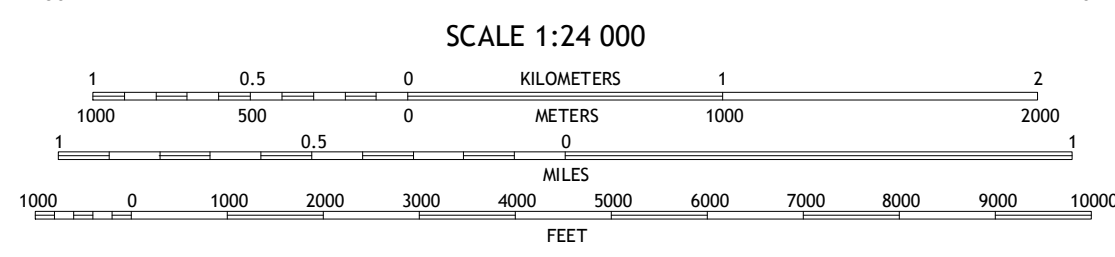 SCALE 1:24 000
1 0.5 0 KILOMETERS 1 2
1000 500 0 METERS 1000 2000
1 0.5 0 1
MILES
1000 0 1000 2000 3000 4000 5000 6000 7000 8000 9000 10000
FEET